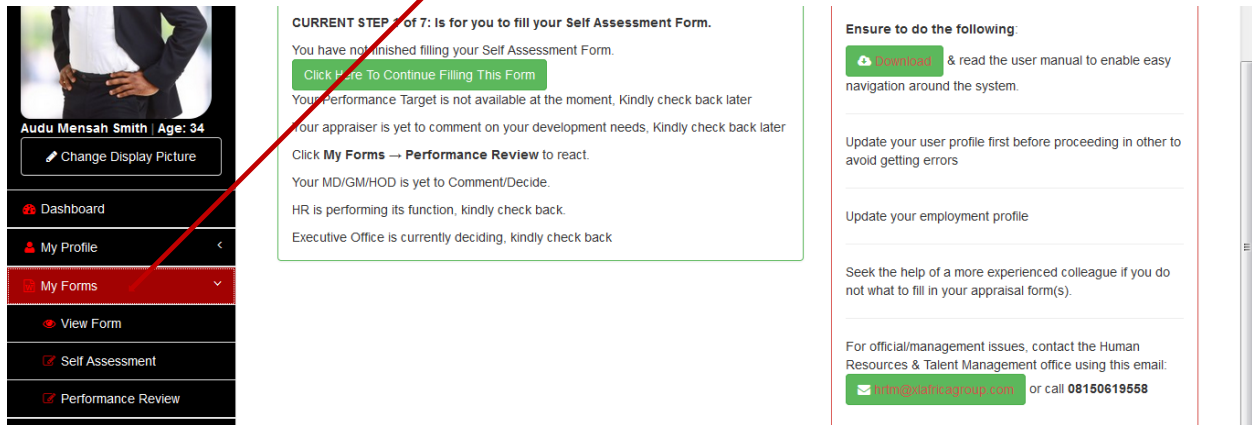 Audu Mensah Smith | Age: 34
Change Display Picture
Dashboard
My Profile
My Forms
View Form
Self Assessment
Performance Review
CURRENT STEP 1 of 7: Is for you to fill your Self Assessment Form.
You have not finished filling your Self Assessment Form.
Click Here To Continue Filling This Form
Your Performance Target is not available at the moment, Kindly check back later
Your appraiser is yet to comment on your development needs, Kindly check back later
Click My Forms → Performance Review to react.
Your MD/GM/HOD is yet to Comment/Decide.
HR is performing its function, kindly check back.
Executive Office is currently deciding, kindly check back
Ensure to do the following:
Download & read the user manual to enable easy
navigation around the system.
Update your user profile first before proceeding in other to
avoid getting errors
Update your employment profile
Seek the help of a more experienced colleague if you do
not what to fill in your appraisal form(s).
For official/management issues, contact the Human
Resources & Talent Management office using this email:
hrtm@xlafricagroup.com or call 08150619558